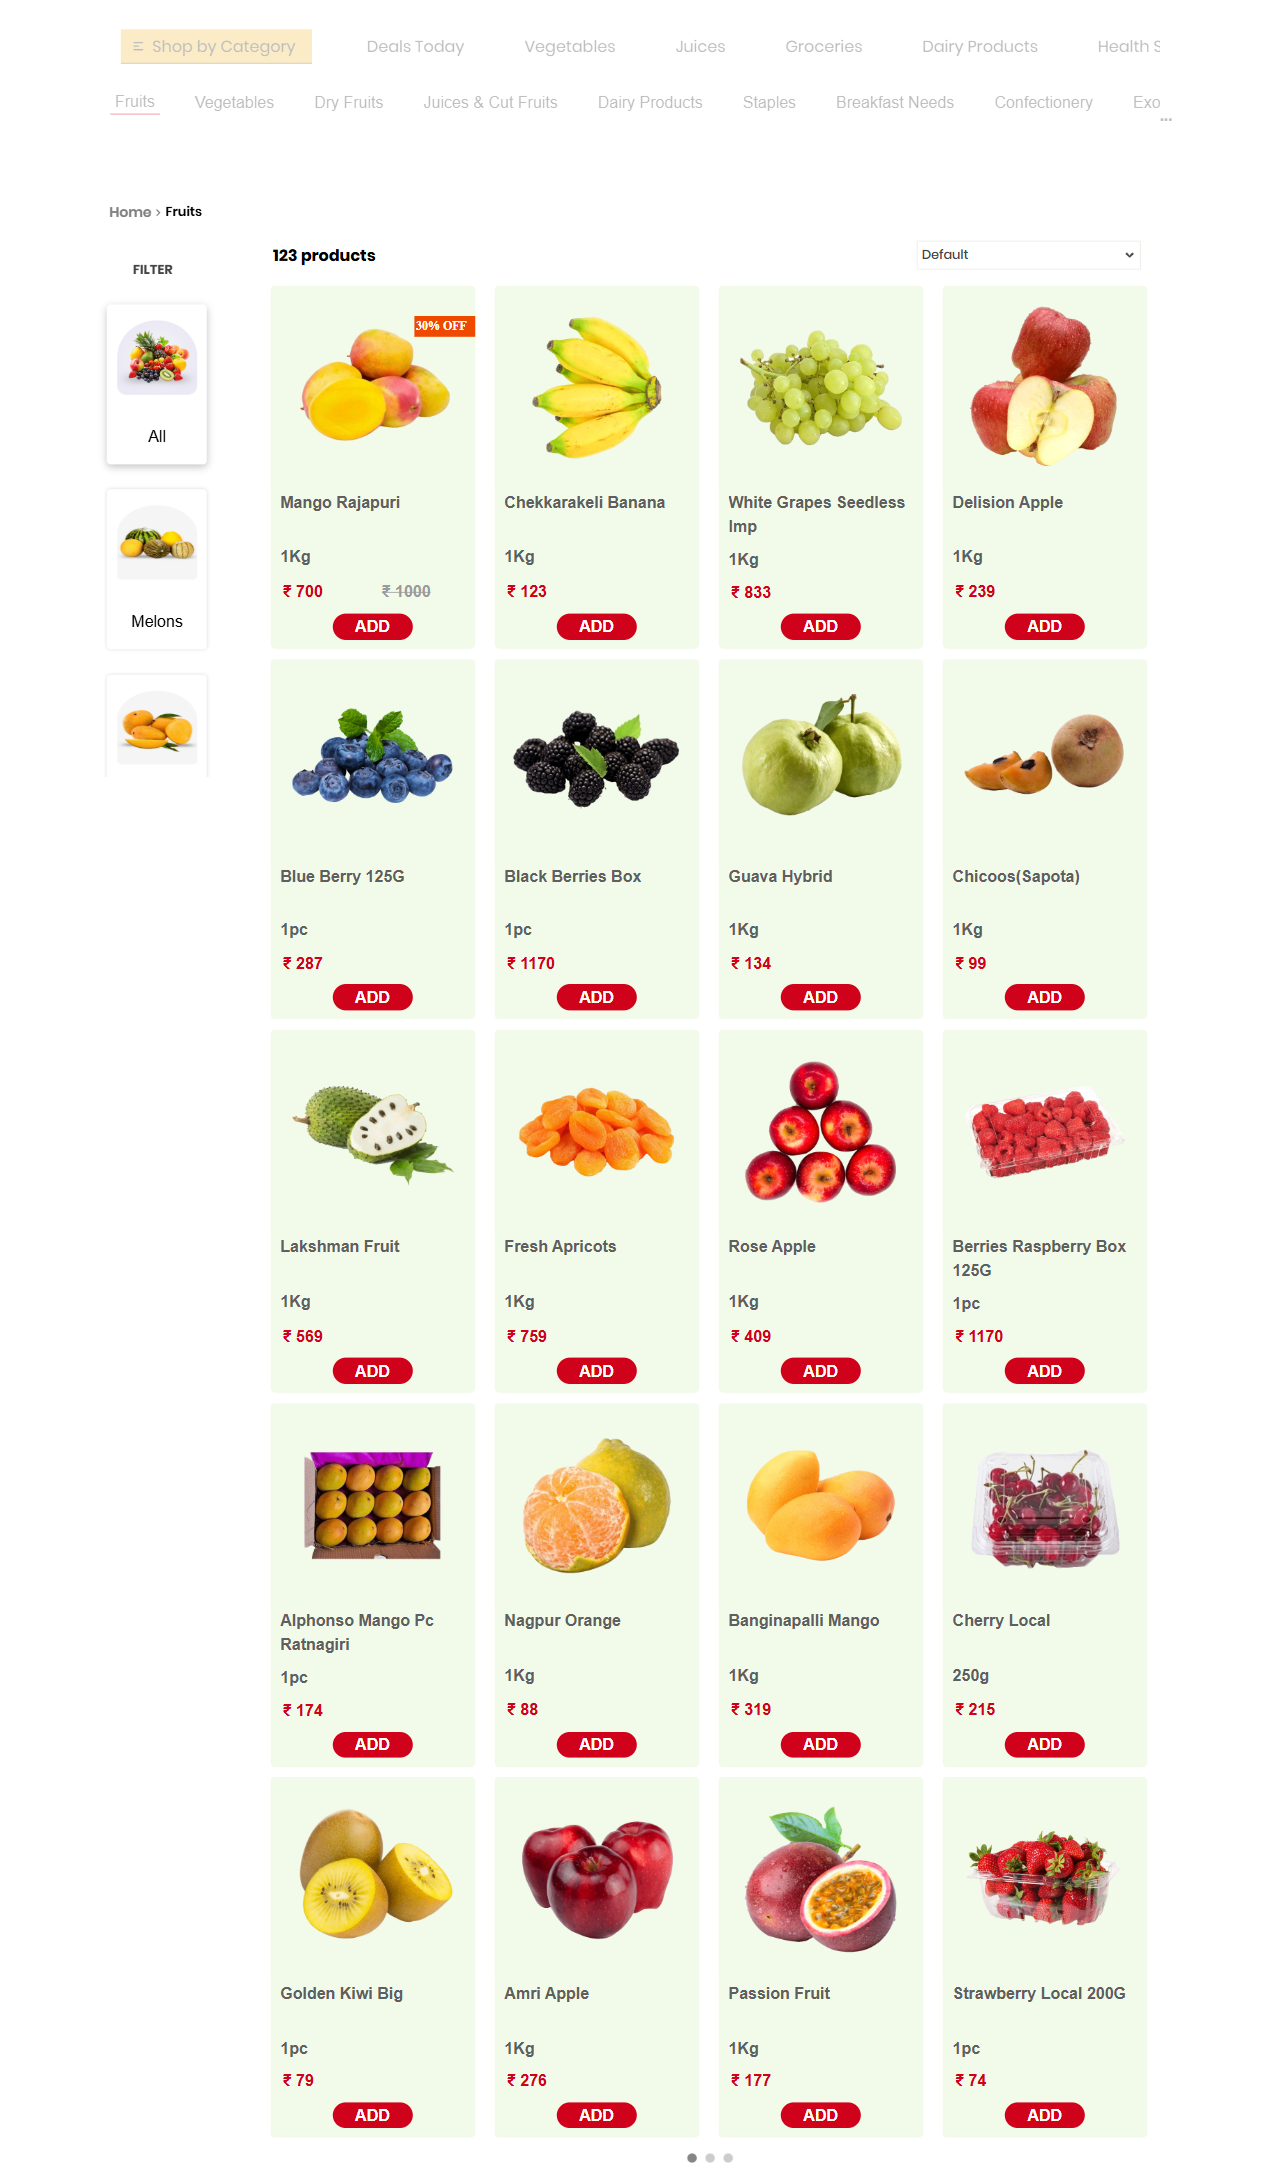 Shop by Category Deals Today Vegetables Juices Groceries Dairy Products Health S
Fruits Vegetables Dry Fruits Juices & Cut Fruits Dairy Products Staples Breakfast Needs Confectionery Exo
...
Home › Fruits
123 products Default
FILTER
All
Melons
30% OFF
Mango Rajapuri
1Kg
₹ 700 ₹ 1000
ADD
Chekkarakeli Banana
1Kg
₹ 123
ADD
White Grapes Seedless
Imp
1Kg
₹ 833
ADD
Delision Apple
1Kg
₹ 239
ADD
Blue Berry 125G
1pc
₹ 287
ADD
Black Berries Box
1pc
₹ 1170
ADD
Guava Hybrid
1Kg
₹ 134
ADD
Chicoos(Sapota)
1Kg
₹ 99
ADD
Lakshman Fruit
1Kg
₹ 569
ADD
Fresh Apricots
1Kg
₹ 759
ADD
Rose Apple
1Kg
₹ 409
ADD
Berries Raspberry Box
125G
1pc
₹ 1170
ADD
Alphonso Mango Pc
Ratnagiri
1pc
₹ 174
ADD
Nagpur Orange
1Kg
₹ 88
ADD
Banginapalli Mango
1Kg
₹ 319
ADD
Cherry Local
250g
₹ 215
ADD
Golden Kiwi Big
1pc
₹ 79
ADD
Amri Apple
1Kg
₹ 276
ADD
Passion Fruit
1Kg
₹ 177
ADD
Strawberry Local 200G
1pc
₹ 74
ADD